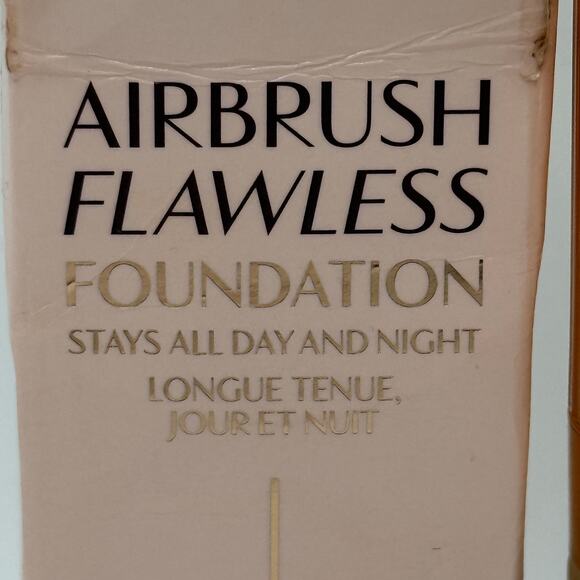 AIRBRUSH
FLAWLESS
FOUNDATION
STAYS ALL DAY AND NIGHT
LONGUE TENUE,
JOUR ET NUIT